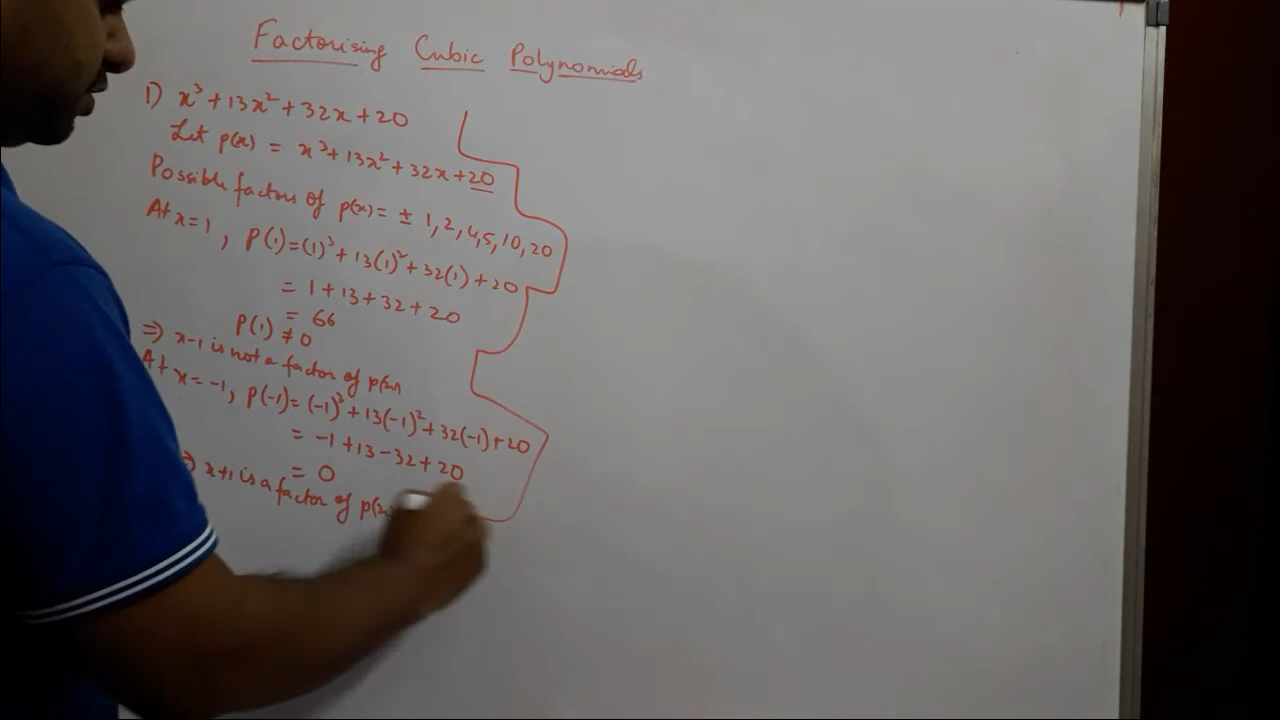 Factorising Cubic Polynomials
1) x³ + 13x² + 32x + 20
Let p(x) = x³ + 13x² + 32x + 20
Possible factors of p(x) = ± 1, 2, 4, 5, 10, 20
At x = 1, P(1) = (1)³ + 13(1)² + 32(1) + 20
= 1 + 13 + 32 + 20
= 66
P(1) ≠ 0
⇒ x-1 is not a factor of p(x)
At x = -1, P(-1) = (-1)³ + 13(-1)² + 32(-1) + 20
= -1 + 13 - 32 + 20
= 0
⇒ x+1 is a factor of p(x